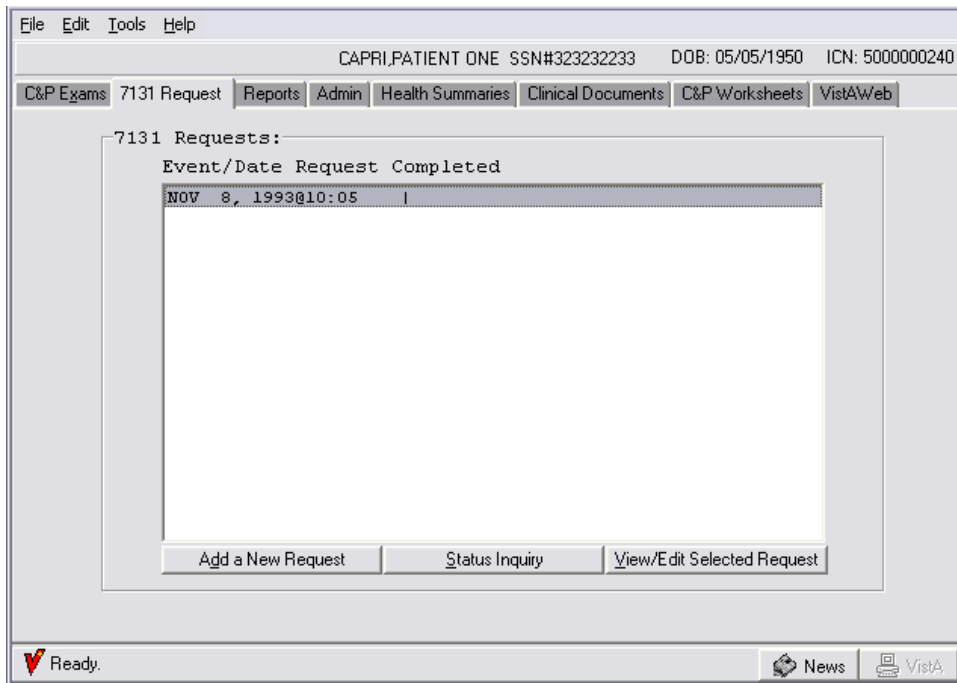 File Edit Tools Help
CAPRI,PATIENT ONE SSN#323232233 DOB: 05/05/1950 ICN: 5000000240
C&P Exams 7131 Request Reports Admin Health Summaries Clinical Documents C&P Worksheets VistAWeb
7131 Requests:
Event/Date Request Completed
NOV 8, 1993@10:05 |
Add a New Request Status Inquiry View/Edit Selected Request
Ready. News VistA